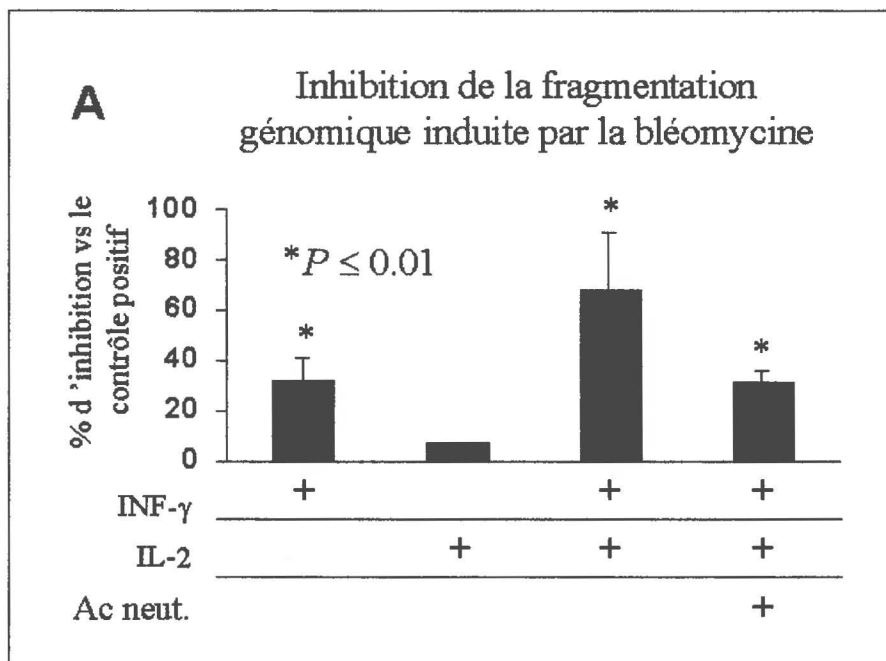 A
Inhibition de la fragmentation
génomique induite par la bléomycine
% d 'inhibition vs le
contrôle positif
100
80
60
40
20
0
*P ≤ 0.01
*
*
*
INF-γ + + +
IL-2 + + +
Ac neut. +